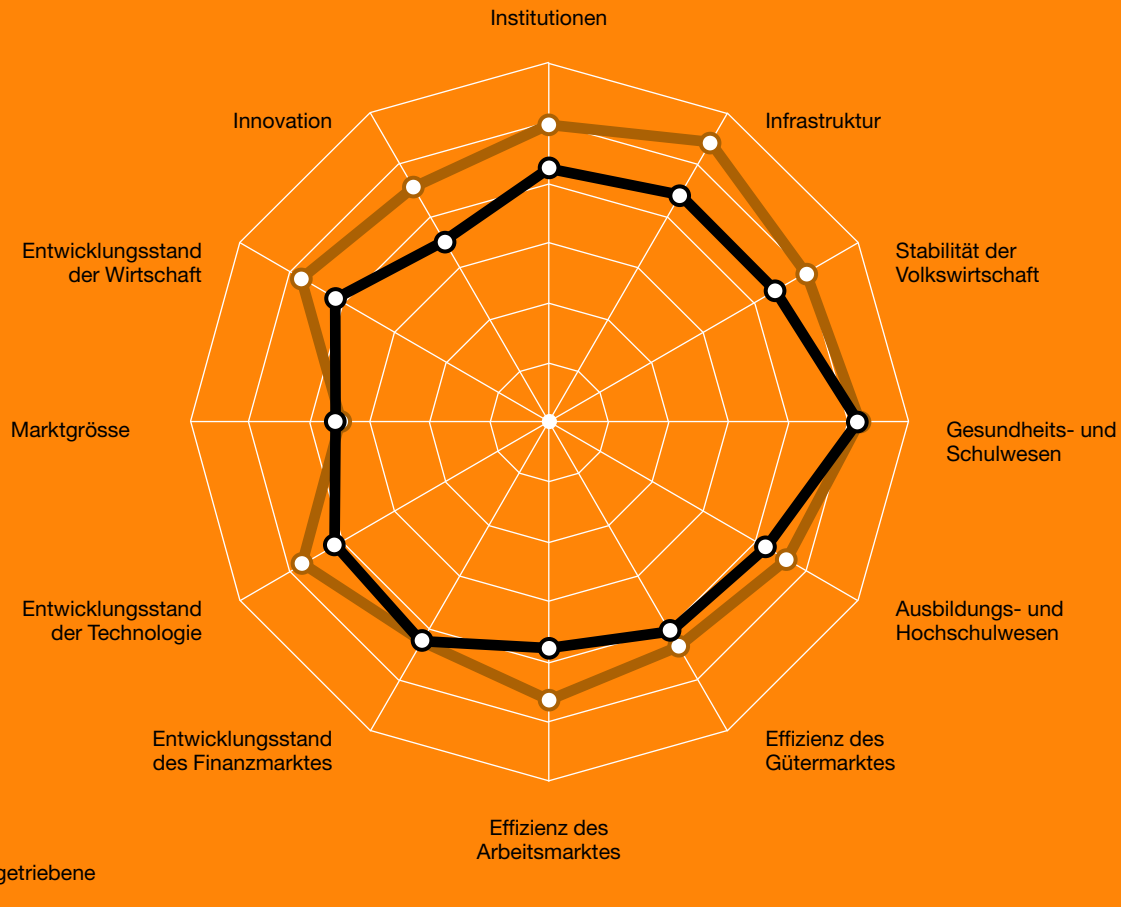 Institutionen
Innovation
Infrastruktur
Entwicklungsstand
der Wirtschaft
Stabilität der
Volkswirtschaft
Marktgrösse
Gesundheits- und
Schulwesen
Entwicklungsstand
der Technologie
Ausbildungs- und
Hochschulwesen
Entwicklungsstand
des Finanzmarktes
Effizienz des
Gütermarktes
Effizienz des
Arbeitsmarktes
getriebene